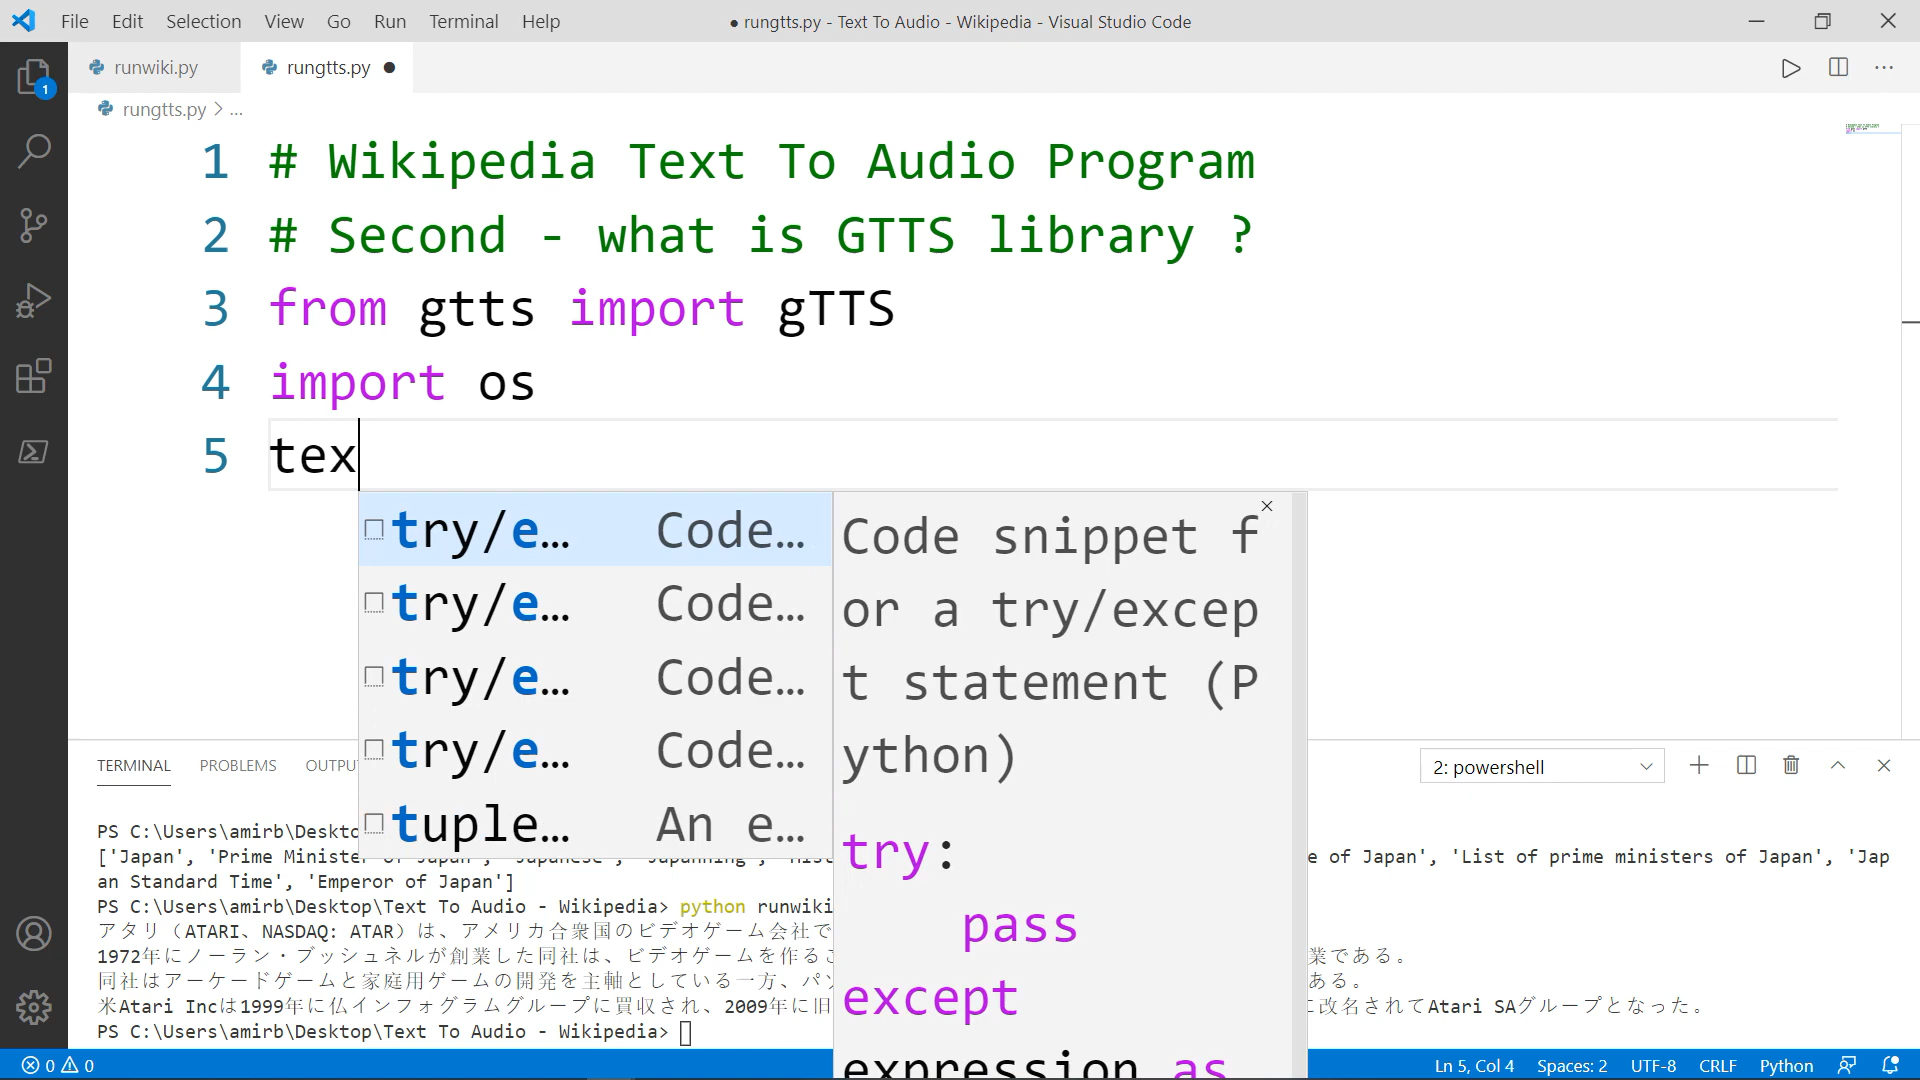 File Edit Selection View Go Run Terminal Help
● rungtts.py - Text To Audio - Wikipedia - Visual Studio Code
runwiki.py
rungtts.py
rungtts.py > ...
1
1 # Wikipedia Text To Audio Program
2 # Second - what is GTTS library ?
3 from gtts import gTTS
4 import os
5 tex
try/e… Code…
try/e… Code…
try/e… Code…
try/e… Code…
tuple… An e…
Code snippet f
or a try/excep
t statement (P
ython)
try:
pass
except
expression as
TERMINAL PROBLEMS OUTPU
2: powershell
PS C:\Users\amirb\Deskto
['Japan', 'Prime Minister of Japan', 'Japanese', 'Japanning', e of Japan', 'List of prime ministers of Japan', 'Jap
an Standard Time', 'Emperor of Japan']
PS C:\Users\amirb\Desktop\Text To Audio - Wikipedia> python runwiki
アタリ（ATARI、NASDAQ: ATAR）は、アメリカ合衆国のビデオゲーム会社で
1972年にノーラン・ブッシュネルが創業した同社は、ビデオゲームを作るこ 業である。
同社はアーケードゲームと家庭用ゲームの開発を主軸としている一方、パソ ある。
米Atari Incは1999年に仏インフォグラムグループに買収され、2009年に旧 に改名されてAtari SAグループとなった。
PS C:\Users\amirb\Desktop\Text To Audio - Wikipedia>
0 0
Ln 5, Col 4 Spaces: 2 UTF-8 CRLF Python